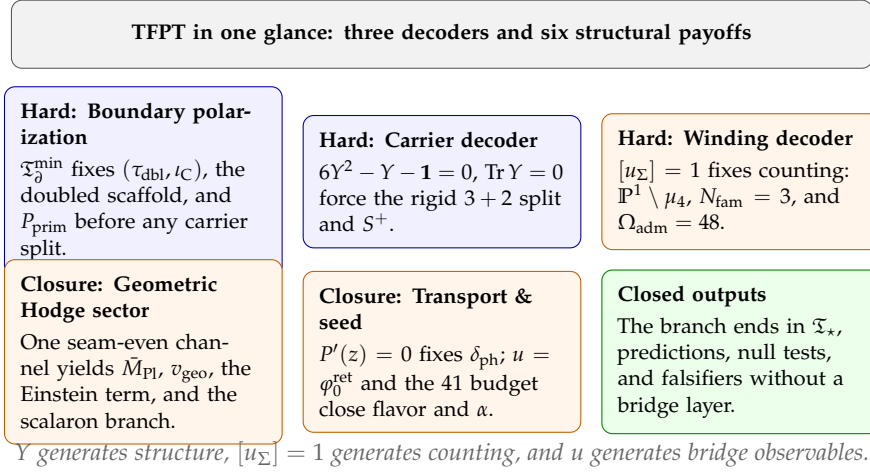 TFPT in one glance: three decoders and six structural payoffs
Hard: Boundary polar-
ization
𝔗_∂^min fixes (τ_dbl, ι_C), the
doubled scaffold, and
P_prim before any carrier
split.
Hard: Carrier decoder
6Y² − Y − 𝟏 = 0, Tr Y = 0
force the rigid 3 + 2 split
and S⁺.
Hard: Winding decoder
[u_Σ] = 1 fixes counting:
ℙ¹ \ μ₄, N_fam = 3, and
Ω_adm = 48.
Closure: Geometric
Hodge sector
One seam-even chan-
nel yields M̄_Pl, v_geo, the
Einstein term, and the
scalaron branch.
Closure: Transport &
seed
P′(z) = 0 fixes δ_ph; u =
φ₀^ret and the 41 budget
close flavor and α.
Closed outputs
The branch ends in 𝔗_⋆,
predictions, null tests,
and falsifiers without a
bridge layer.
Y generates structure, [u_Σ] = 1 generates counting, and u generates bridge observables.